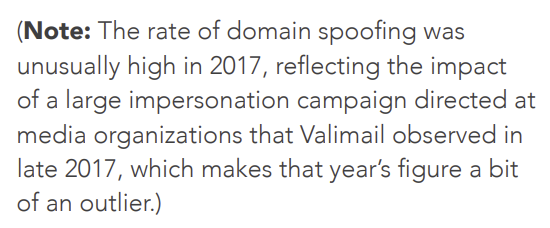 (Note: The rate of domain spoofing was
unusually high in 2017, reflecting the impact
of a large impersonation campaign directed at
media organizations that Valimail observed in
late 2017, which makes that year’s figure a bit
of an outlier.)